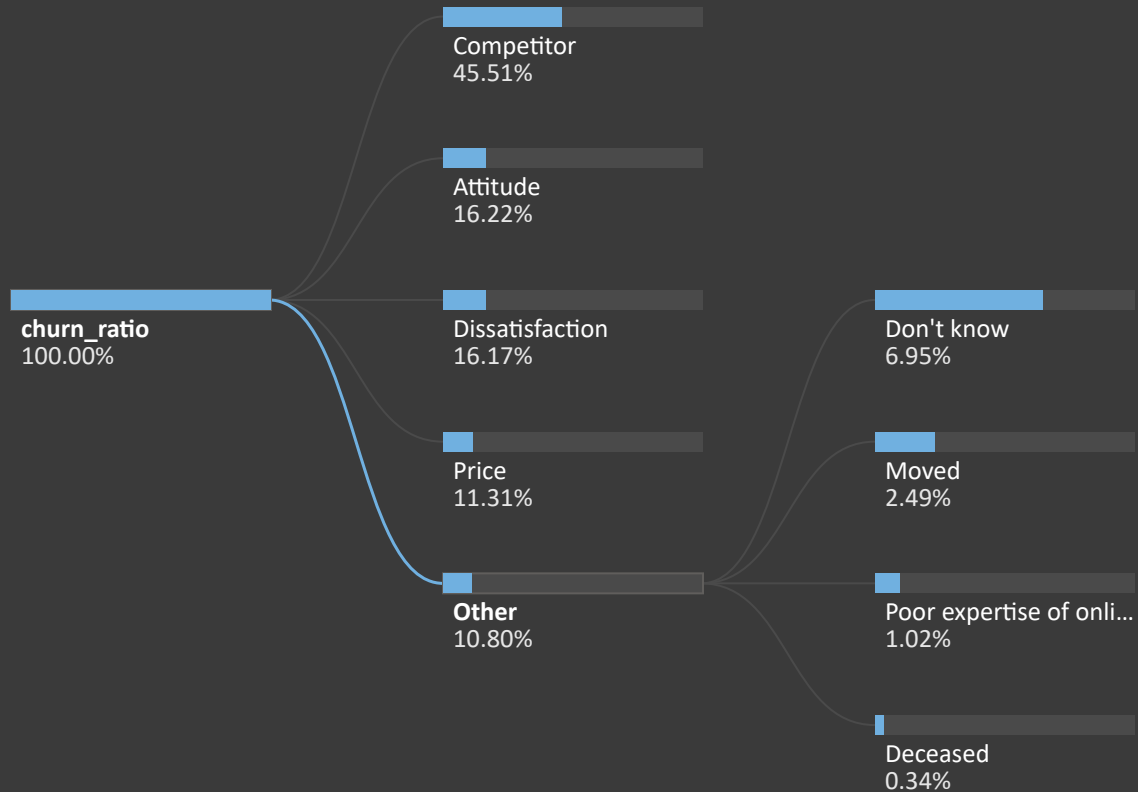 churn_ratio
100.00%
Competitor
45.51%
Attitude
16.22%
Dissatisfaction
16.17%
Price
11.31%
Other
10.80%
Don't know
6.95%
Moved
2.49%
Poor expertise of onli...
1.02%
Deceased
0.34%